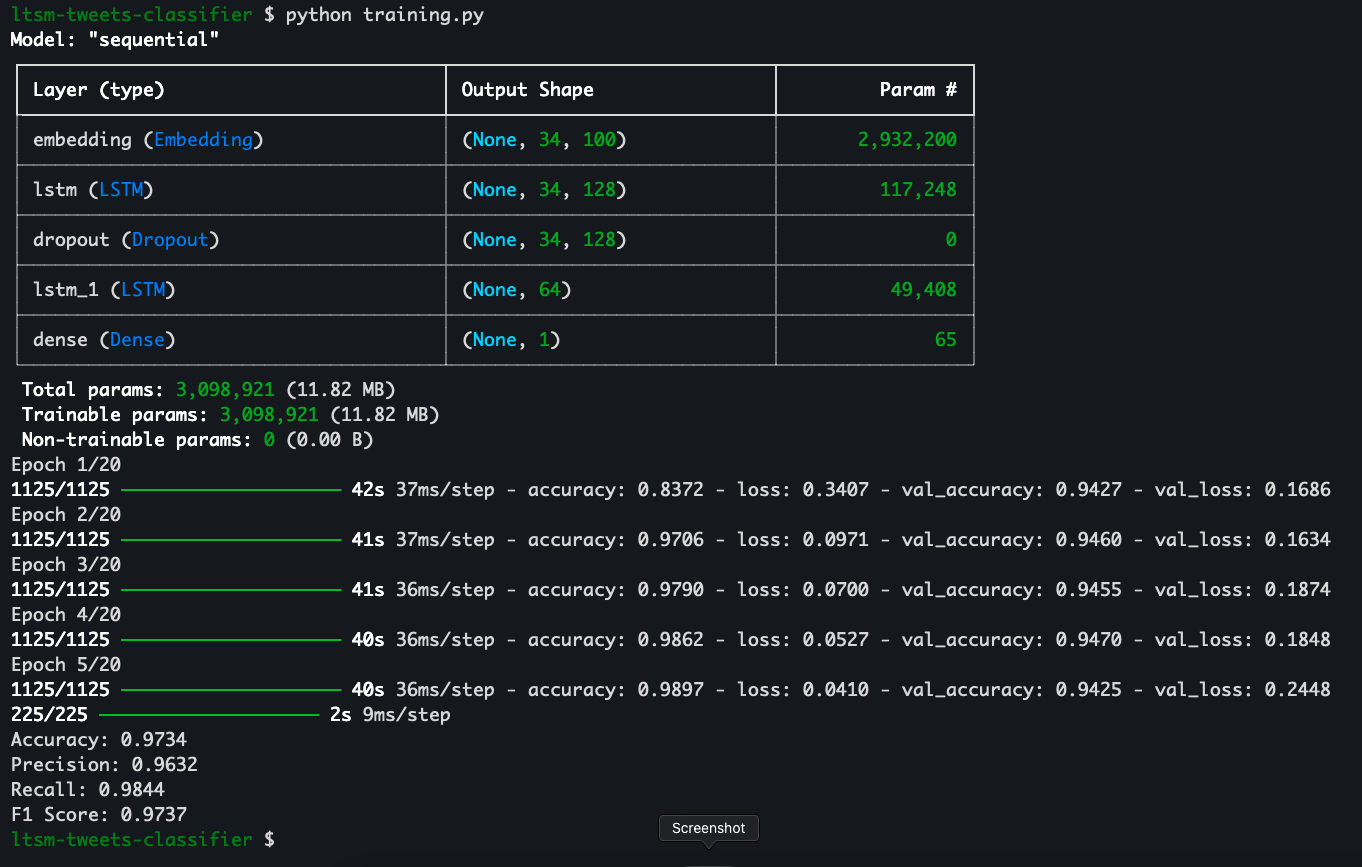 ltsm-tweets-classifier $ python training.py
Model: "sequential"
Layer (type) Output Shape Param #
embedding (Embedding) (None, 34, 100) 2,932,200
lstm (LSTM) (None, 34, 128) 117,248
dropout (Dropout) (None, 34, 128) 0
lstm_1 (LSTM) (None, 64) 49,408
dense (Dense) (None, 1) 65
Total params: 3,098,921 (11.82 MB)
Trainable params: 3,098,921 (11.82 MB)
Non-trainable params: 0 (0.00 B)
Epoch 1/20
1125/1125 42s 37ms/step - accuracy: 0.8372 - loss: 0.3407 - val_accuracy: 0.9427 - val_loss: 0.1686
Epoch 2/20
1125/1125 41s 37ms/step - accuracy: 0.9706 - loss: 0.0971 - val_accuracy: 0.9460 - val_loss: 0.1634
Epoch 3/20
1125/1125 41s 36ms/step - accuracy: 0.9790 - loss: 0.0700 - val_accuracy: 0.9455 - val_loss: 0.1874
Epoch 4/20
1125/1125 40s 36ms/step - accuracy: 0.9862 - loss: 0.0527 - val_accuracy: 0.9470 - val_loss: 0.1848
Epoch 5/20
1125/1125 40s 36ms/step - accuracy: 0.9897 - loss: 0.0410 - val_accuracy: 0.9425 - val_loss: 0.2448
225/225 2s 9ms/step
Accuracy: 0.9734
Precision: 0.9632
Recall: 0.9844
F1 Score: 0.9737
ltsm-tweets-classifier $
Screenshot